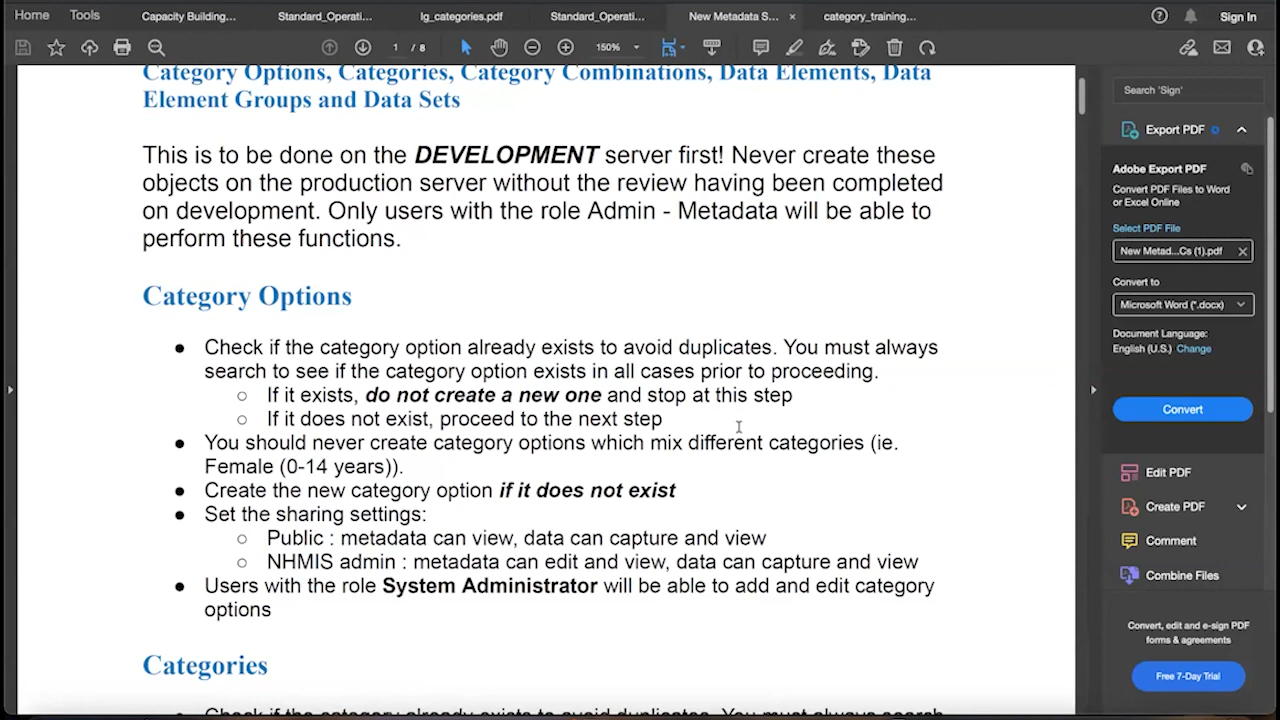 Home
Tools
Capacity Building...
Standard_Operati...
lg_categories.pdf
Standard_Operati...
New Metadata S... ×
category_training...
Sign In
1 / 8
150%
Category Options, Categories, Category Combinations, Data Elements, Data
Element Groups and Data Sets
This is to be done on the DEVELOPMENT server first! Never create these
objects on the production server without the review having been completed
on development. Only users with the role Admin - Metadata will be able to
perform these functions.
Category Options
● Check if the category option already exists to avoid duplicates. You must always
search to see if the category option exists in all cases prior to proceeding.
○ If it exists, do not create a new one and stop at this step
○ If it does not exist, proceed to the next step
● You should never create category options which mix different categories (ie.
Female (0-14 years)).
● Create the new category option if it does not exist
● Set the sharing settings:
○ Public : metadata can view, data can capture and view
○ NHMIS admin : metadata can edit and view, data can capture and view
● Users with the role System Administrator will be able to add and edit category
options
Categories
● Check if the category already exists to avoid duplicates. You must always
Search 'Sign'
Export PDF
Adobe Export PDF
Convert PDF Files to Word
or Excel Online
Select PDF File
New Metad...Cs (1).pdf
Convert to
Microsoft Word (*.docx)
Document Language:
English (U.S.) Change
Convert
Edit PDF
Create PDF
Comment
Combine Files
Convert, edit and e-sign PDF
forms & agreements
Free 7-Day Trial